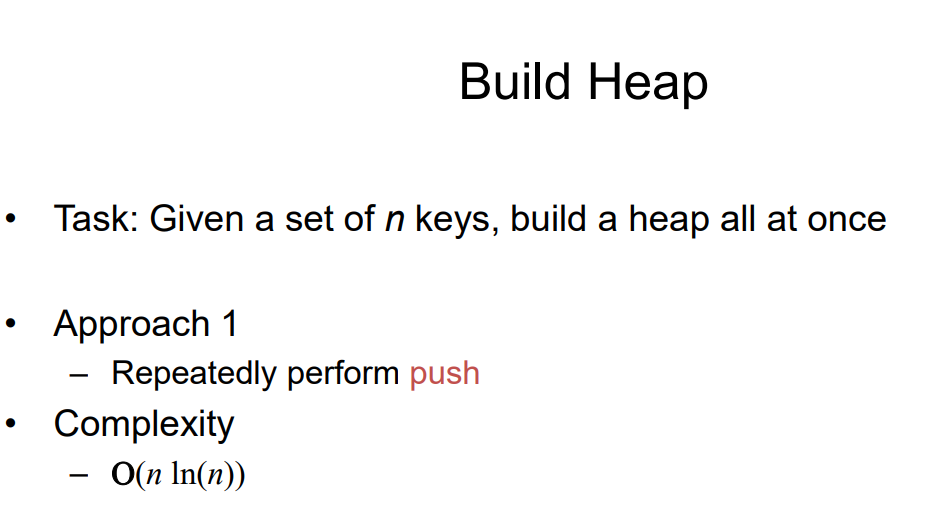 Build Heap
• Task: Given a set of n keys, build a heap all at once
• Approach 1
– Repeatedly perform push
• Complexity
– O(n ln(n))